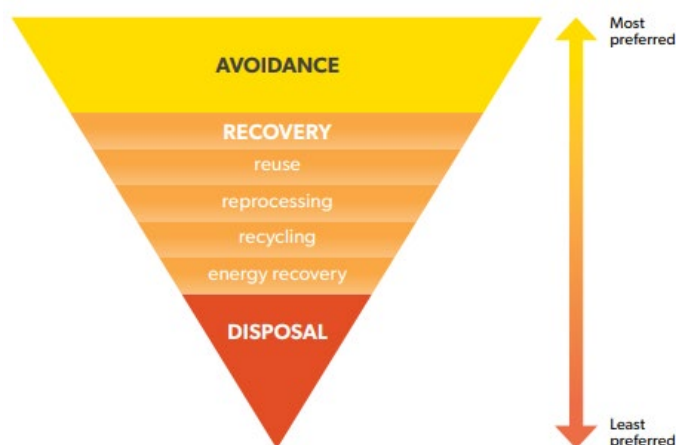 AVOIDANCE
RECOVERY
reuse
reprocessing
recycling
energy recovery
DISPOSAL
Most
preferred
Least
preferred